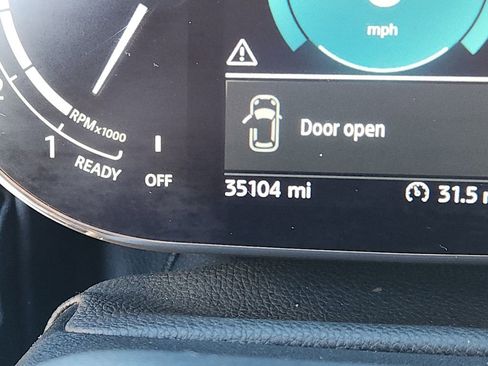 mph
Door open
RPMx1000
1
READY
OFF
35104 mi
31.5